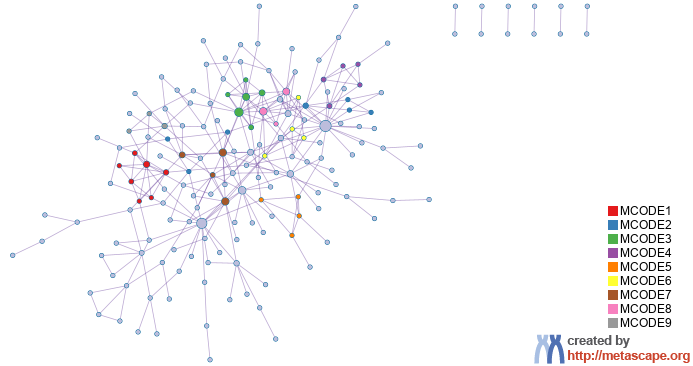 MCODE1
MCODE2
MCODE3
MCODE4
MCODE5
MCODE6
MCODE7
MCODE8
MCODE9
created by
http://metascape.org